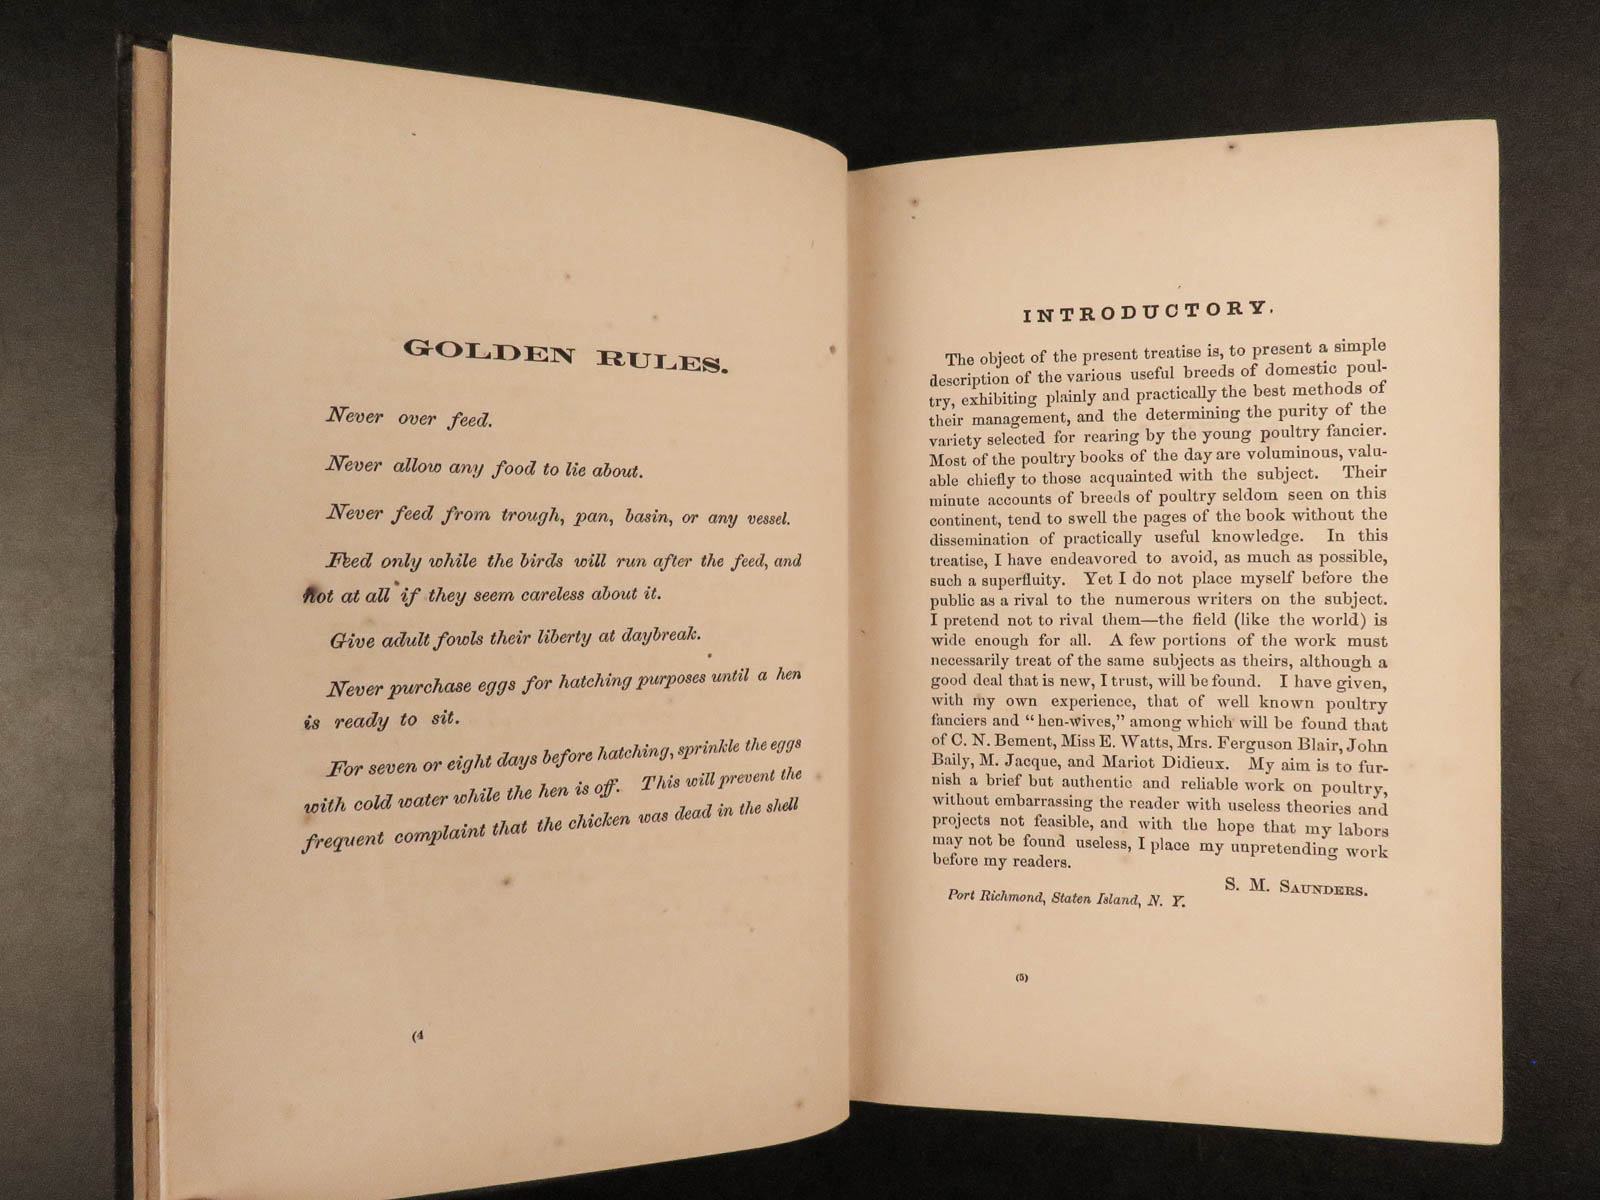 GOLDEN RULES.
Never over feed.
Never allow any food to lie about.
Never feed from trough, pan, basin, or any vessel.
Feed only while the birds will run after the feed, and
not at all if they seem careless about it.
Give adult fowls their liberty at daybreak.
Never purchase eggs for hatching purposes until a hen
is ready to sit.
For seven or eight days before hatching, sprinkle the eggs
with cold water while the hen is off. This will prevent the
frequent complaint that the chicken was dead in the shell
(4
INTRODUCTORY.
The object of the present treatise is, to present a simple
description of the various useful breeds of domestic poul-
try, exhibiting plainly and practically the best methods of
their management, and the determining the purity of the
variety selected for rearing by the young poultry fancier.
Most of the poultry books of the day are voluminous, valu-
able chiefly to those acquainted with the subject. Their
minute accounts of breeds of poultry seldom seen on this
continent, tend to swell the pages of the book without the
dissemination of practically useful knowledge. In this
treatise, I have endeavored to avoid, as much as possible,
such a superfluity. Yet I do not place myself before the
public as a rival to the numerous writers on the subject.
I pretend not to rival them—the field (like the world) is
wide enough for all. A few portions of the work must
necessarily treat of the same subjects as theirs, although a
good deal that is new, I trust, will be found. I have given,
with my own experience, that of well known poultry
fanciers and "hen-wives," among which will be found that
of C. N. Bement, Miss E. Watts, Mrs. Ferguson Blair, John
Baily, M. Jacque, and Mariot Didieux. My aim is to fur-
nish a brief but authentic and reliable work on poultry,
without embarrassing the reader with useless theories and
projects not feasible, and with the hope that my labors
may not be found useless, I place my unpretending work
before my readers.
S. M. SAUNDERS.
Port Richmond, Staten Island, N. Y.
(5)